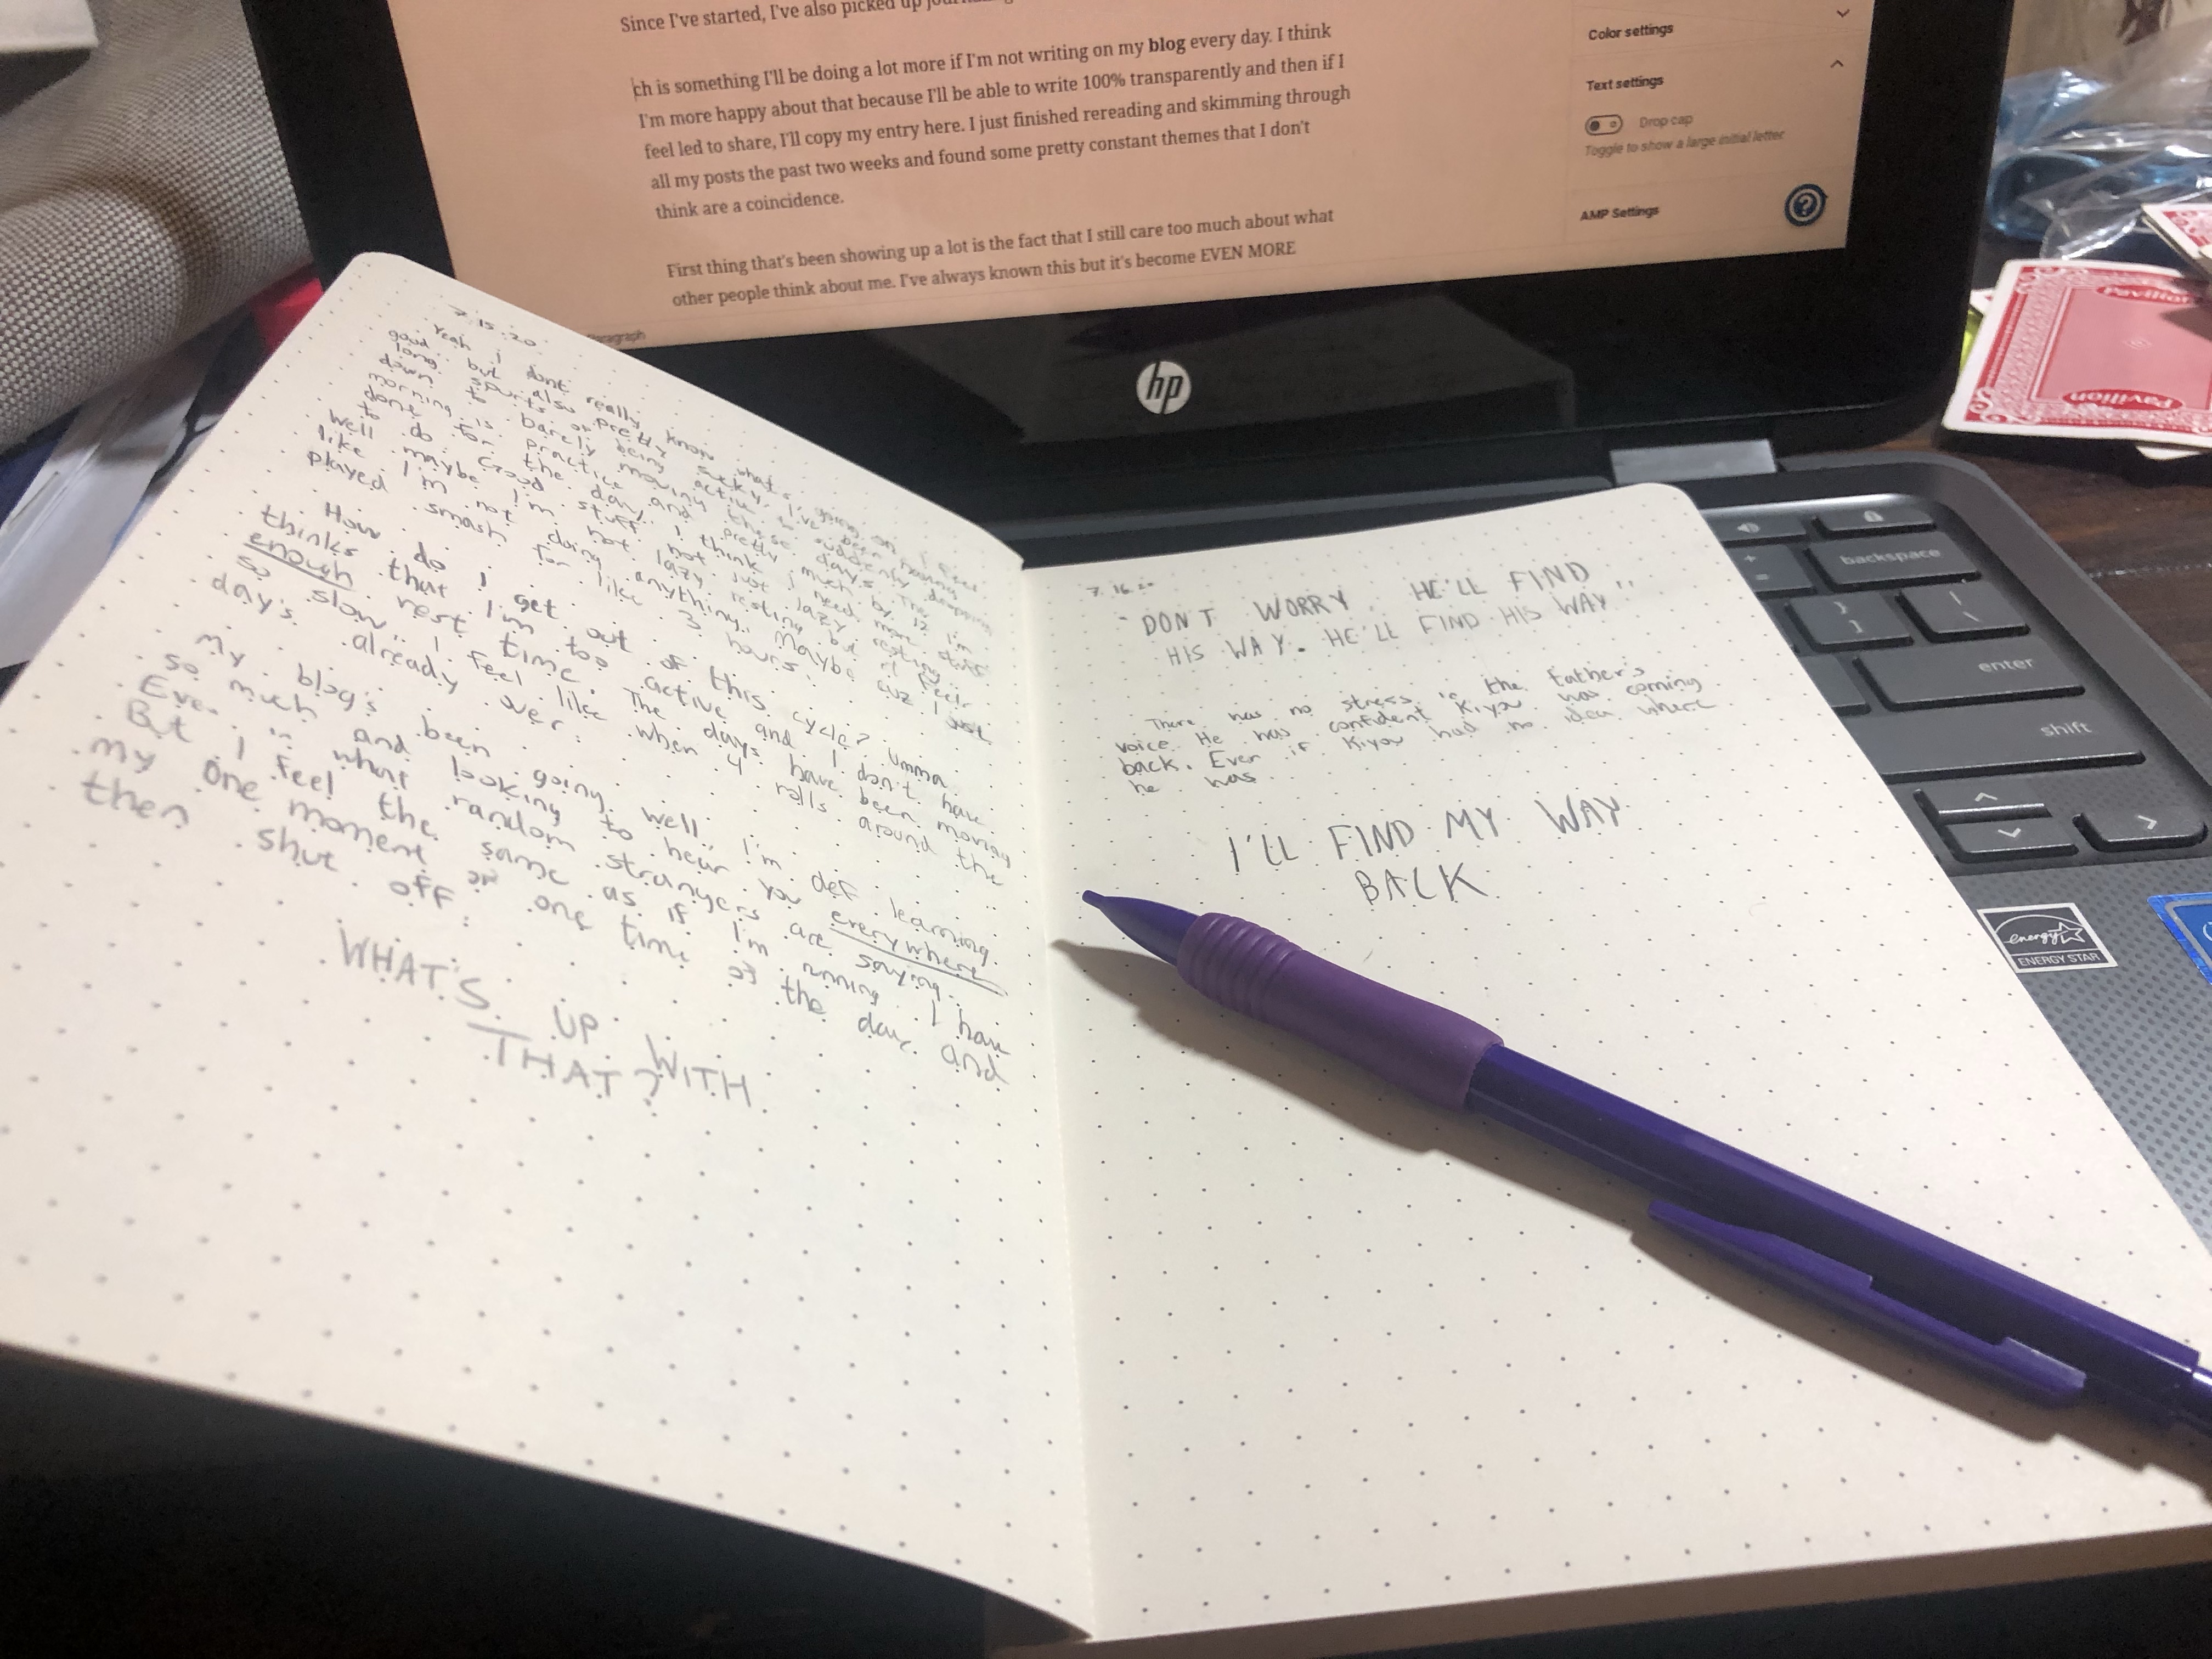 Since I've started, I've also picked up
ch is something I'll be doing a lot more if I'm not writing on my blog every day. I think
I'm more happy about that because I'll be able to write 100% transparently and then if I
feel led to share, I'll copy my entry here. I just finished rereading and skimming through
all my posts the past two weeks and found some pretty constant themes that I don't
think are a coincidence.
First thing that's been showing up a lot is the fact that I still care too much about what
other people think about me. I've always known this but it's become EVEN MORE
Paragraph
Color settings
Text settings
Drop cap
Toggle to show a large initial letter
AMP Settings
?
hp
Pavilion
Pavilion
7.15.20
Yeah I dont really know what's going on. I
good but also pretty sucky. I've been
long spurts of being active to suddenly
down to barely moving these days. The
morning is practice and pretty much by 12 I'm
done for the day. I think I need more stuff
to do. Good stuff not just lazy resting
Well maybe I'm not lazy resting but I feel
like I'm not doing anything. Maybe cuz I just
played smash for like 3 hours.
How do I get out of this cycle? Umma
thinks that I'm too active and I don't have
enough rest time. The days have been moving
so slow.. I feel like when 4 rolls around the
day's already over.
My blog's been going well. I'm def learning
so much and looking to hear you everywhere
Even in what random strangers are saying.
But I feel the same as if I'm running. I have
my one moment or one time of the day and
then shut off.
WHAT'S UP WITH
THAT?
7.16.20
"DON'T WORRY. HE'LL FIND
HIS WAY. HE'LL FIND HIS WAY"
There was no stress in the father's
voice. He was confident Kiyou was coming
back. Even if Kiyou had no idea where
he was
I'LL FIND MY WAY
BACK
backspace
+
=
}
]
\
enter
shift
energy
ENERGY STAR